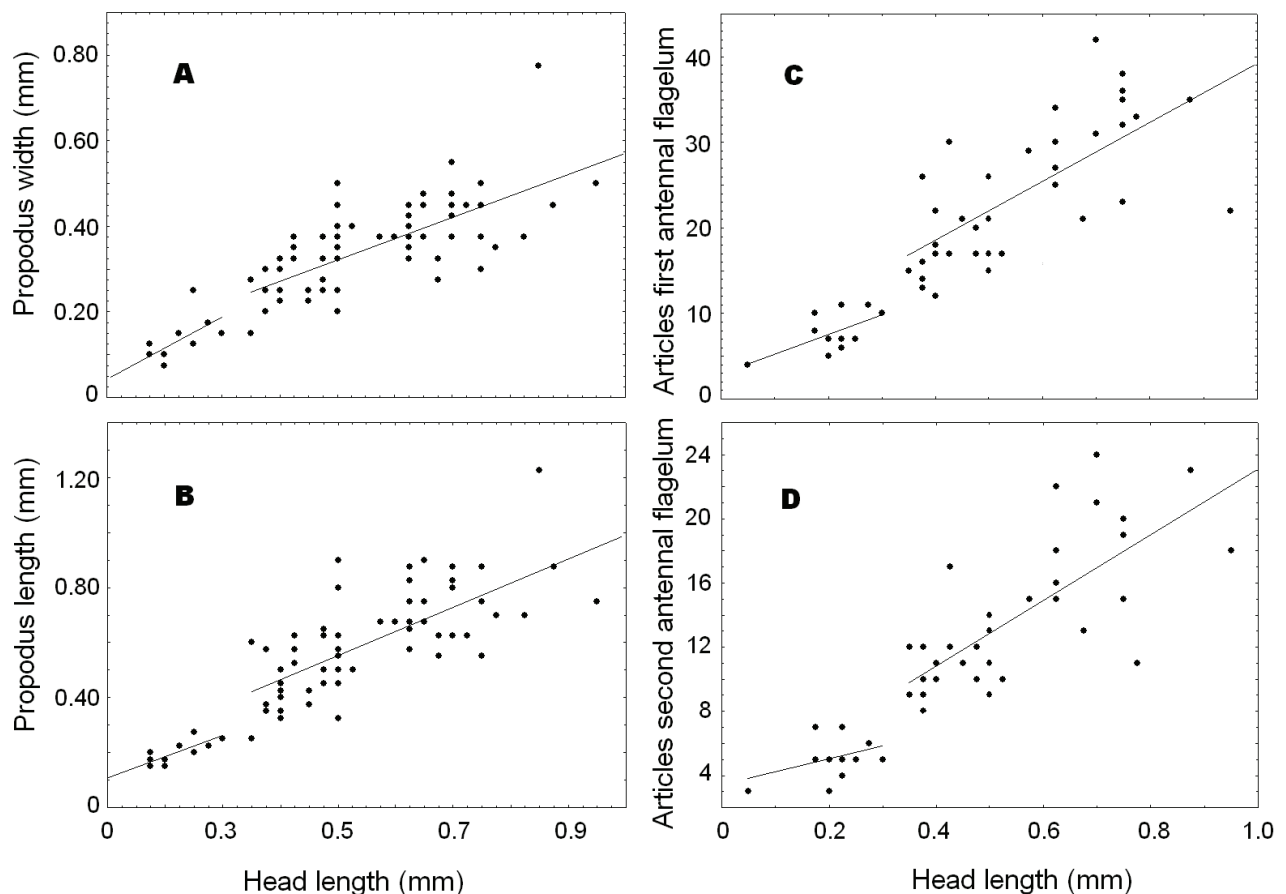 A
Propodus width (mm)
0.80
0.60
0.40
0.20
0
C
Articles first antennal flagelum
40
30
20
10
0
B
Propodus length (mm)
1.20
0.80
0.40
0
0 0.3 0.5 0.7 0.9
Head length (mm)
D
Articles second antennal flagelum
24
20
16
12
8
4
0 0.2 0.4 0.6 0.8 1.0
Head length (mm)